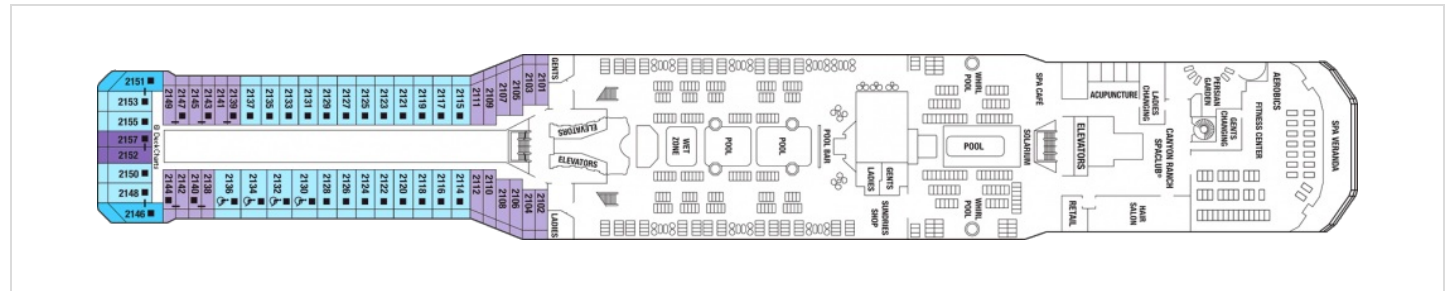 2151
2153
2155
2157
2152
2150
2148
2146
© Deck Charts
2149
2147
2145
2143
2141
2139
2137
2135
2133
2131
2129
2127
2125
2123
2121
2119
2117
2115
2111
2109
2107
2105
2103
2101
2144
2142
2140
2138
2136
2134
2132
2130
2128
2126
2124
2122
2120
2118
2116
2114
2112
2110
2108
2106
2104
2102
GENTS
LADIES
ELEVATORS
ELEVATORS
WET
ZONE
POOL
POOL
POOL BAR
GENTS
LADIES
SUNDRIES
SHOP
WHIRL
POOL
POOL
WHIRL
POOL
SOLARIUM
SPA CAFÉ
ACUPUNCTURE
LADIES
CHANGING
ELEVATORS
CANYON RANCH
SPACLUB®
RETAIL
HAIR
SALON
PERSIAN
GARDEN
GENTS
CHANGING
AEROBICS
FITNESS CENTER
SPA VERANDA